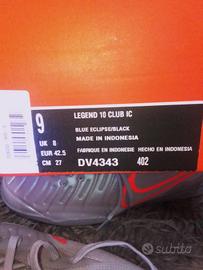 9
UK 8
EUR 42.5
CM 27
LEGEND 10 CLUB IC
BLUE ECLIPSE/BLACK
MADE IN INDONESIA
FABRIQUE EN INDONESIE HECHO EN INDONESIA
DV4343 402
subito